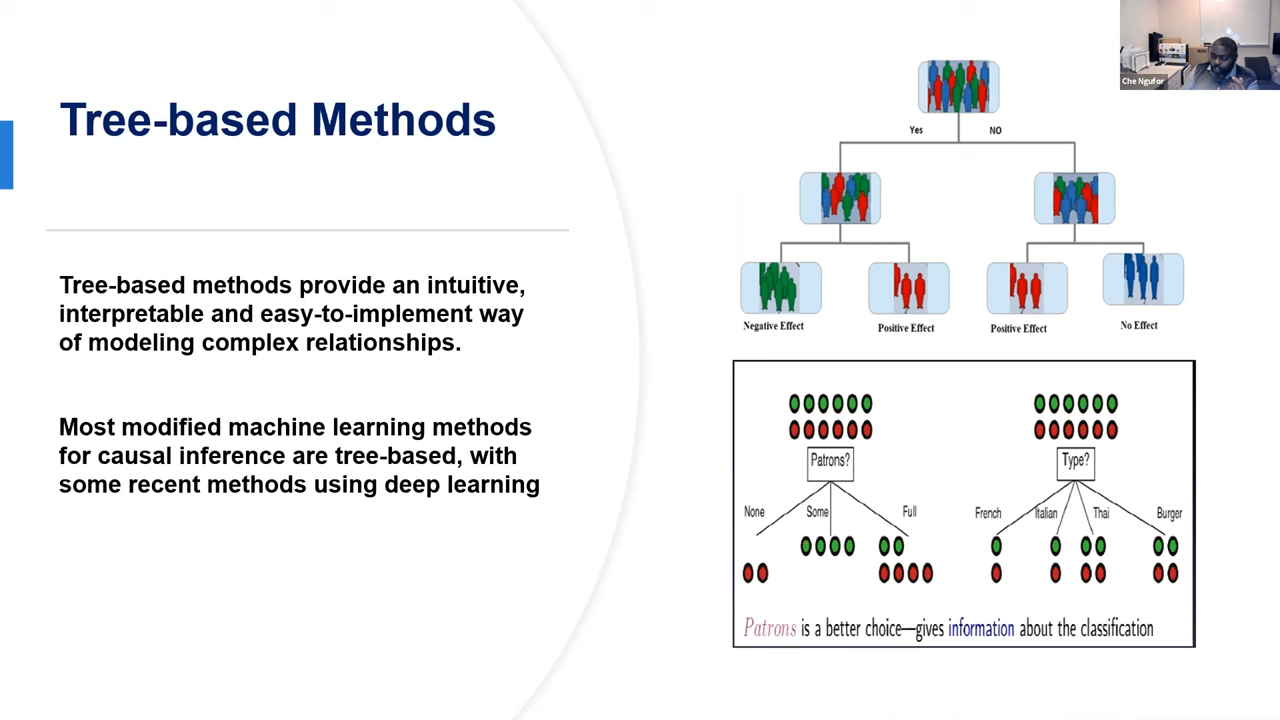 Tree-based Methods
Tree-based methods provide an intuitive,
interpretable and easy-to-implement way
of modeling complex relationships.
Most modified machine learning methods
for causal inference are tree-based, with
some recent methods using deep learning
Che Ngufor
Yes NO
Negative Effect Positive Effect Positive Effect No Effect
Patrons? Type?
None Some Full French Italian Thai Burger
Patrons is a better choice—gives information about the classification